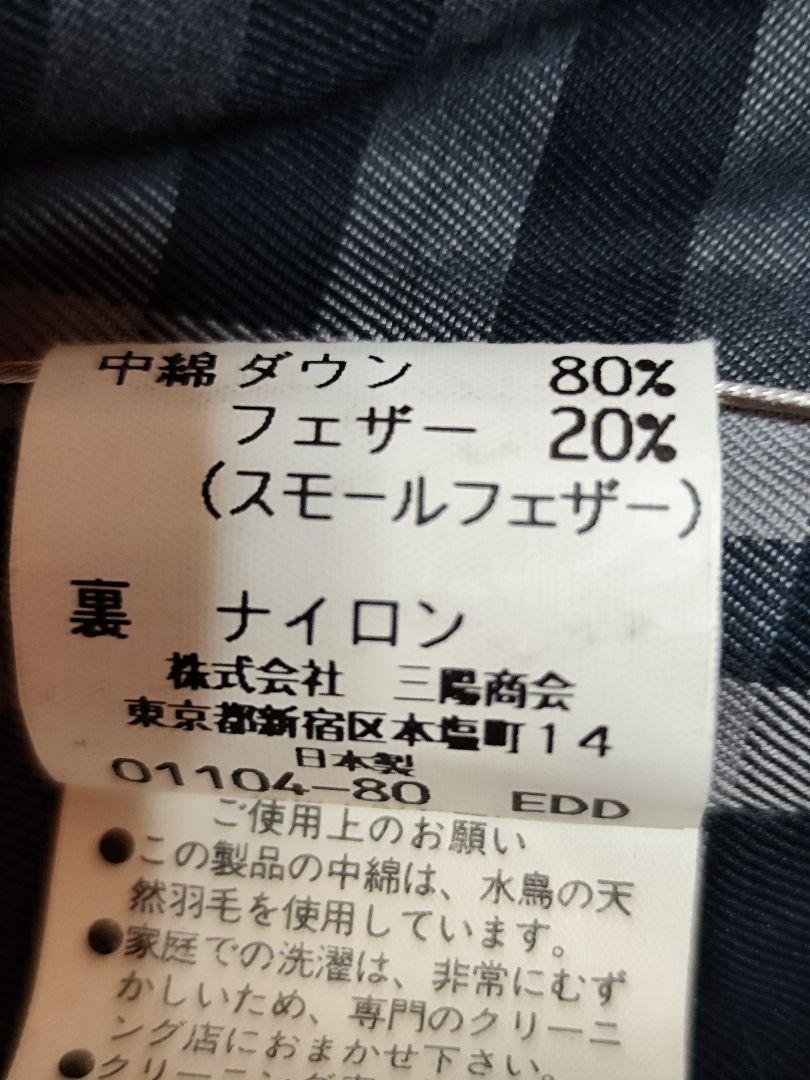 中綿 ダウン 80%
フェザー 20%
(スモールフェザー)
裏 ナイロン
株式会社 三陽商会
東京都新宿区本塩町14
日本製
01104-80 EDD
ご使用上のお願い
●この製品の中綿は、水鳥の天
然羽毛を使用しています。
●家庭での洗濯は、非常にむず
かしいため、専門のクリーニ
ング店におまかせ下さい。
●クリーニング